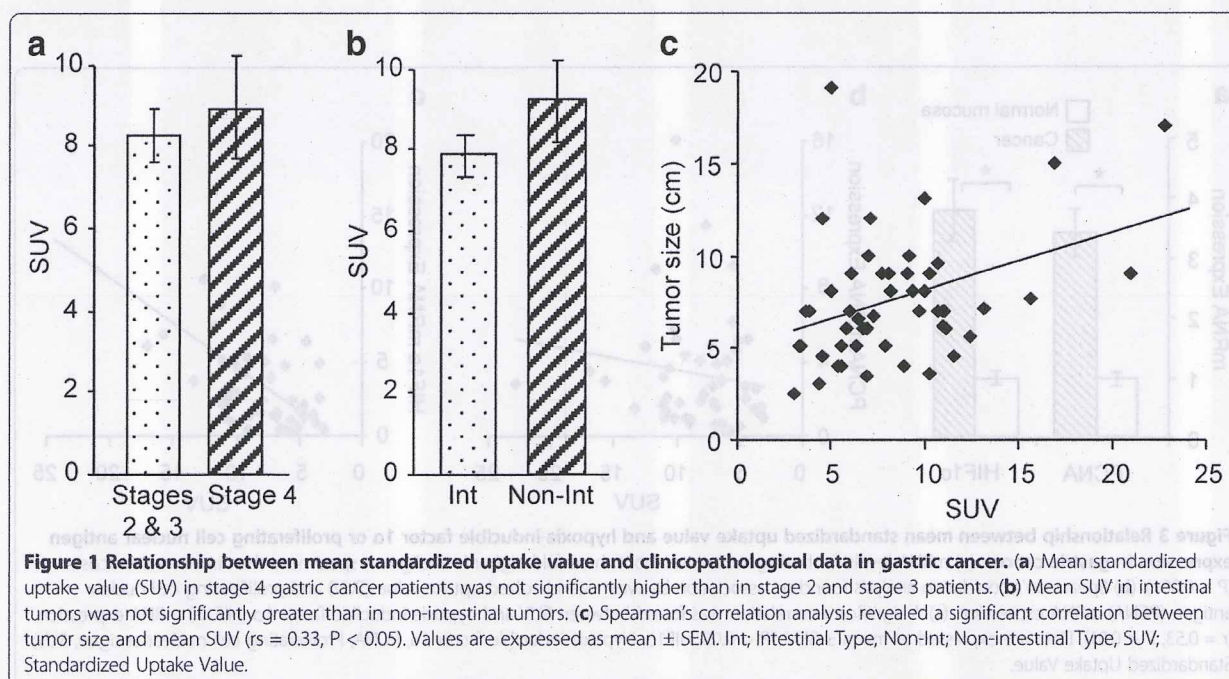 a
b
c
10
8
6
4
2
0
SUV
Stages
2 & 3
Stage 4
10
8
6
4
2
0
SUV
Int
Non-Int
20
15
10
5
0
Tumor size (cm)
0
5
10
15
20
25
SUV
Figure 1 Relationship between mean standardized uptake value and clinicopathological data in gastric cancer. (a) Mean standardized
uptake value (SUV) in stage 4 gastric cancer patients was not significantly higher than in stage 2 and stage 3 patients. (b) Mean SUV in intestinal
tumors was not significantly greater than in non-intestinal tumors. (c) Spearman's correlation analysis revealed a significant correlation between
tumor size and mean SUV (rs = 0.33, P <0.05). Values are expressed as mean ± SEM. Int; Intestinal Type, Non-Int; Non-intestinal Type, SUV;
Standardized Uptake Value.